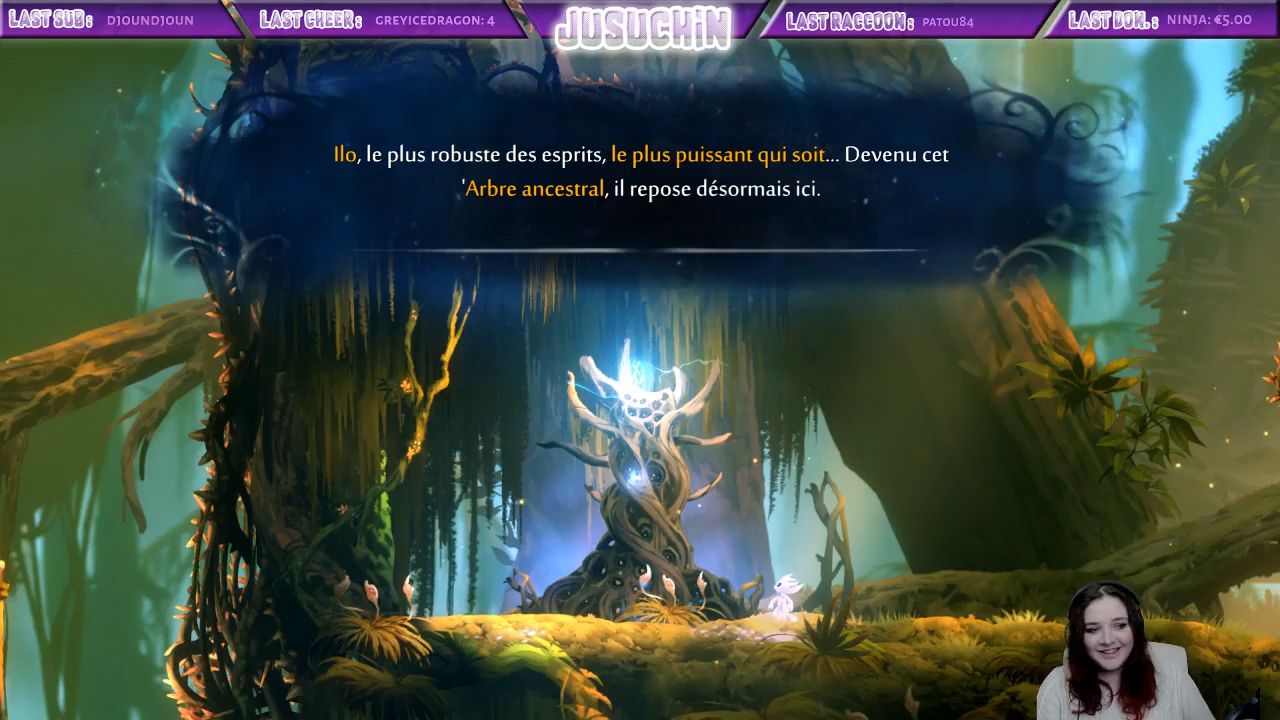 LAST SUB: DJOUNDJOUN
LAST CHEER: GREYICEDRAGON: 4
JUSUCHiN
LAST RACCOON: PATOU84
LAST DON.: NINJA: €5.00
Ilo, le plus robuste des esprits, le plus puissant qui soit... Devenu cet
'Arbre ancestral, il repose désormais ici.